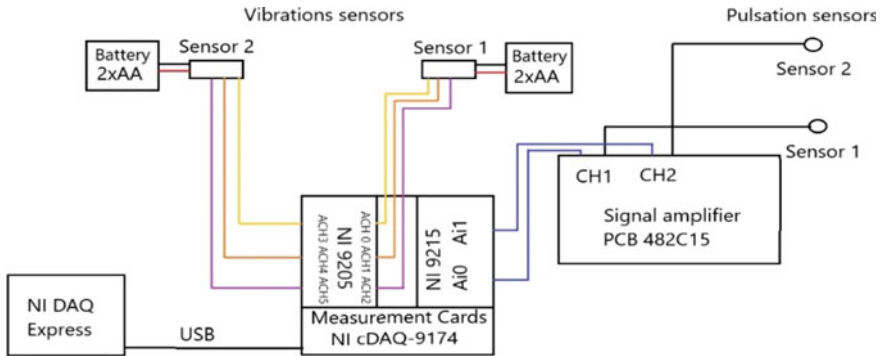 Vibrations sensors
Pulsation sensors
Battery
2xAA
Sensor 2
Sensor 1
Battery
2xAA
Sensor 2
Sensor 1
CH1
CH2
Signal amplifier
PCB 482C15
ACH3 ACH4 ACH5
NI 9205
ACH 0 ACH1 ACH2
NI 9215
Ai0 Ai1
NI DAQ
Express
USB
Measurement Cards
NI cDAQ-9174